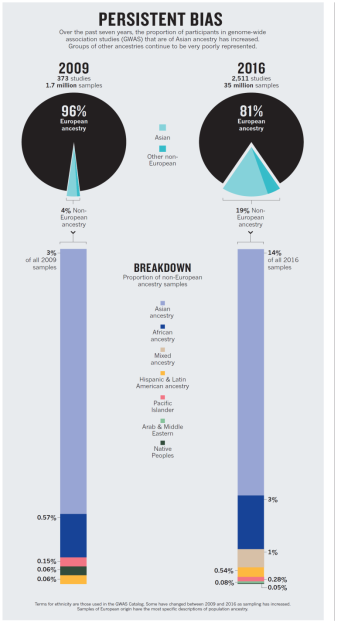 PERSISTENT BIAS
Over the past seven years, the proportion of participants in genome-wide
association studies (GWAS) that are of Asian ancestry has increased.
Groups of other ancestries continue to be very poorly represented.
2009
373 studies
1.7 million samples
2016
2,511 studies
35 million samples
96%
European
ancestry
81%
European
ancestry
Asian
Other non-
European
4% Non-
European
ancestry
19% Non-
European
ancestry
3%
of all 2009
samples
14%
of all 2016
samples
BREAKDOWN
Proportion of non-European
ancestry samples
Asian
ancestry
African
ancestry
Mixed
ancestry
Hispanic & Latin
American ancestry
Pacific
Islander
Arab & Middle
Eastern
Native
Peoples
0.57%
0.15%
0.06%
0.06%
3%
1%
0.54%
0.28%
0.08%
0.05%
Terms for ethnicity are those used in the GWAS Catalog. Some have changed between 2009 and 2016 as sampling has increased.
Samples of European origin have the most specific descriptions of population ancestry.